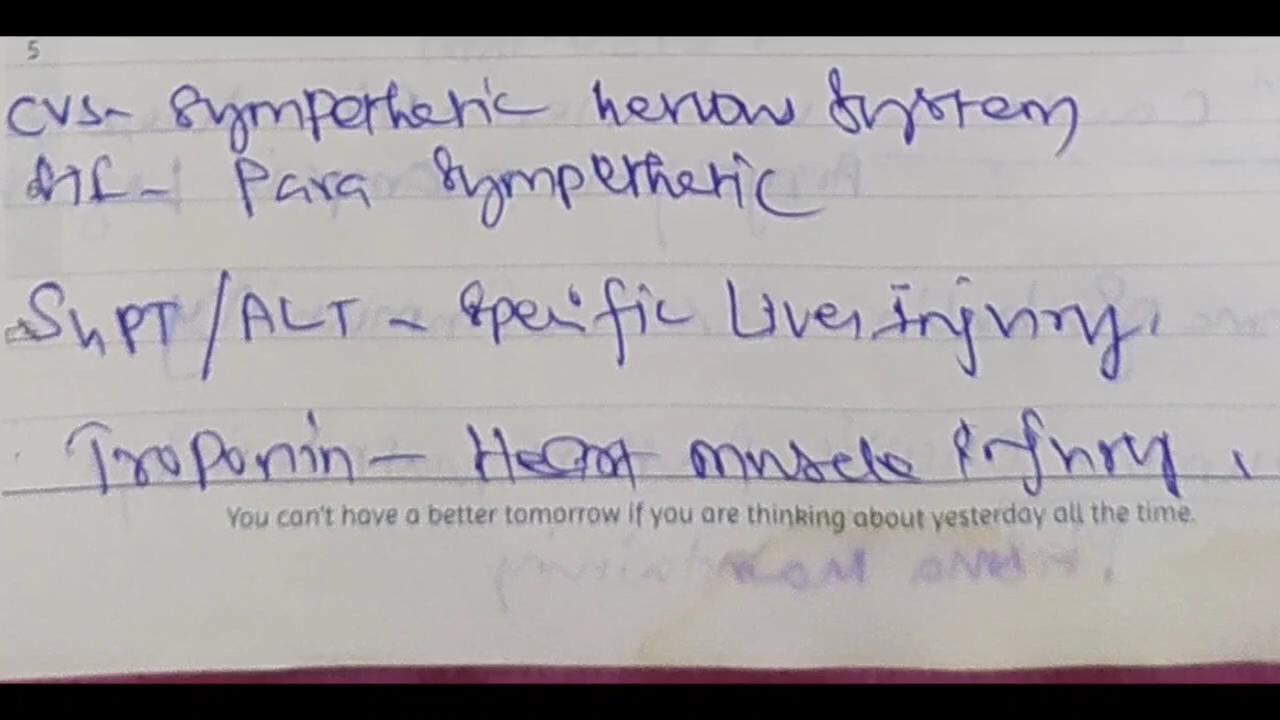 5
CVS- Sympethetic nervous System
GIT - Para Sympethetic
SGPT/ALT - Specific Liver Injury.
Troponin - Heart muscle Injury.
You can't have a better tomorrow if you are thinking about yesterday all the time.